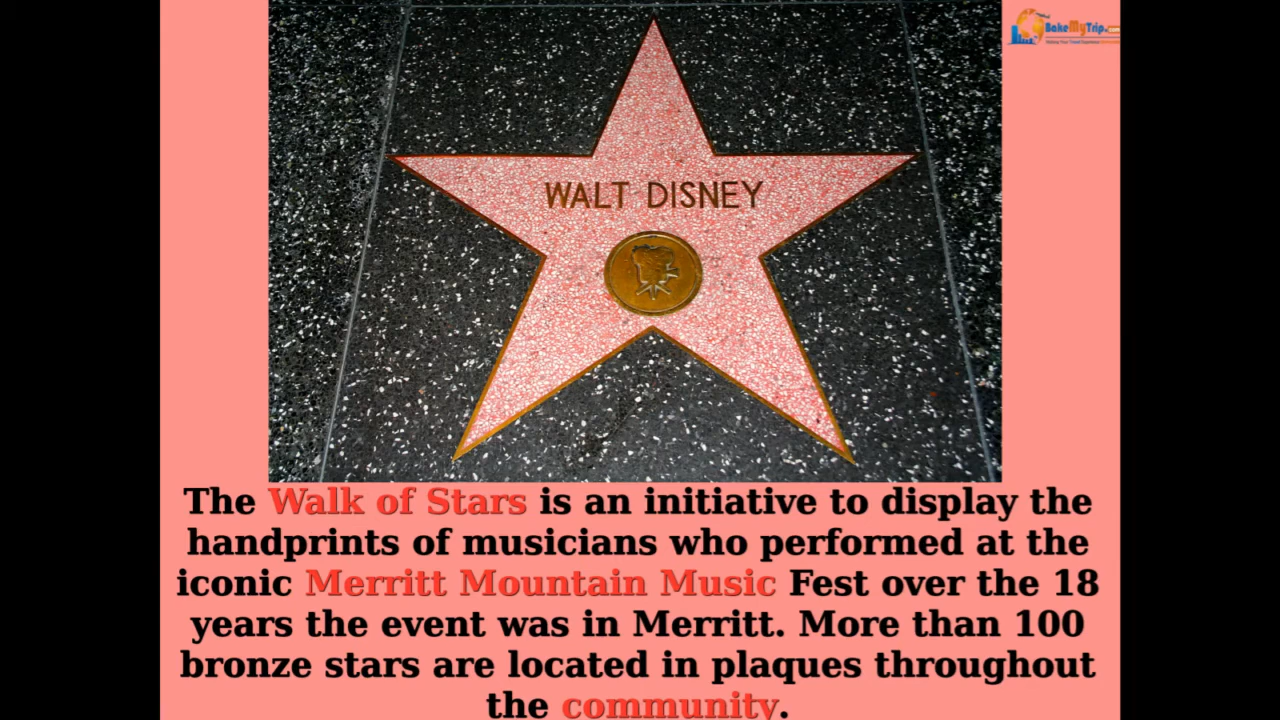 BakeMyTrip.com
WALT DISNEY
The Walk of Stars is an initiative to display the
handprints of musicians who performed at the
iconic Merritt Mountain Music Fest over the 18
years the event was in Merritt. More than 100
bronze stars are located in plaques throughout
the community.